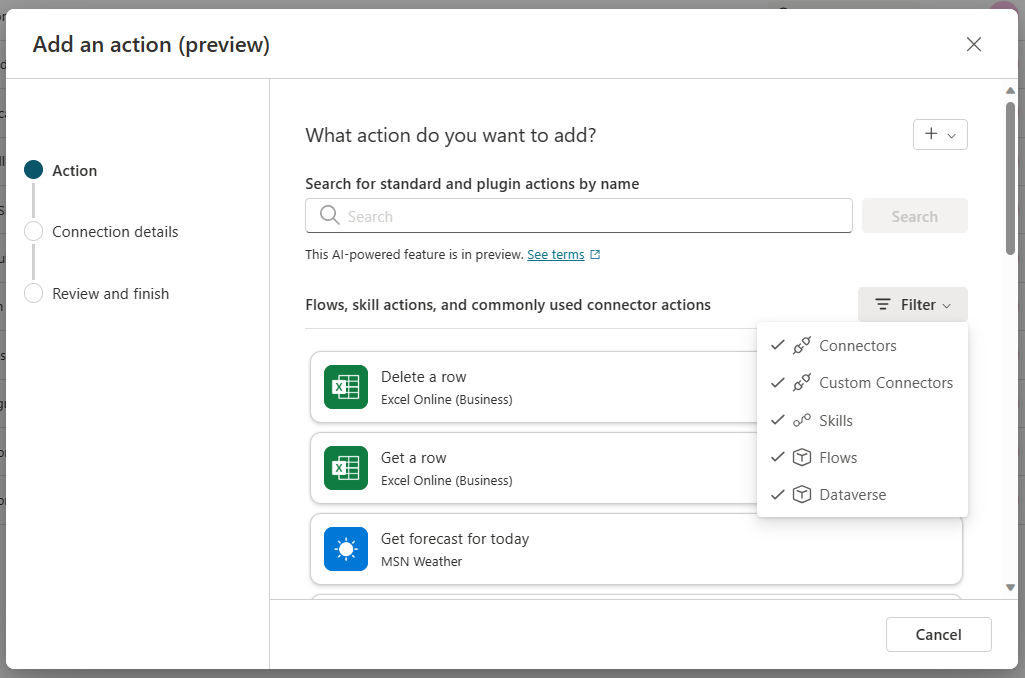 Add an action (preview)
Action
Connection details
Review and finish
What action do you want to add?
Search for standard and plugin actions by name
Search
Search
This AI-powered feature is in preview. See terms
Flows, skill actions, and commonly used connector actions
Filter
Connectors
Custom Connectors
Skills
Flows
Dataverse
Delete a row
Excel Online (Business)
Get a row
Excel Online (Business)
Get forecast for today
MSN Weather
Cancel